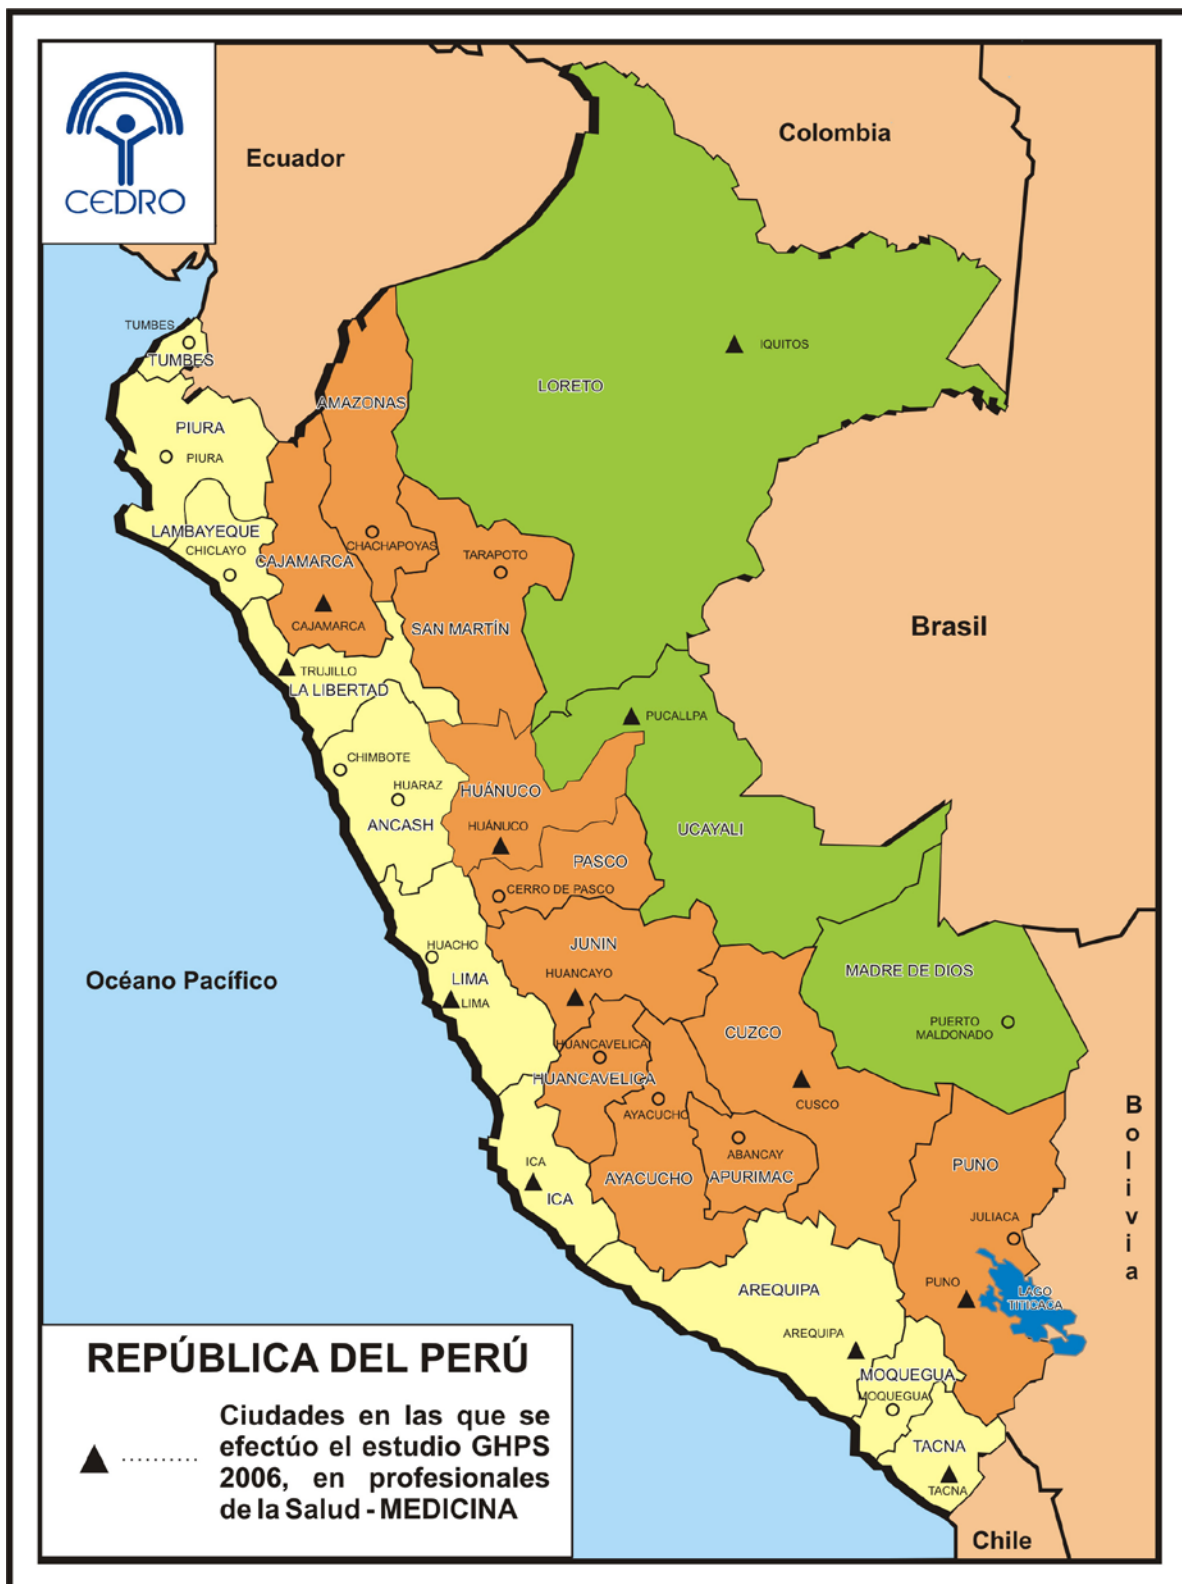 CEDRO
Ecuador
Colombia
TUMBES
TUMBES
IQUITOS
LORETO
AMAZONAS
PIURA
PIURA
LAMBAYEQUE
CHICLAYO
CHACHAPOYAS
TARAPOTO
CAJAMARCA
CAJAMARCA
SAN MARTÍN
Brasil
TRUJILLO
LA LIBERTAD
PUCALLPA
CHIMBOTE
HUARAZ
HUÁNUCO
ANCASH
HUÁNUCO
UCAYALI
PASCO
CERRO DE PASCO
HUACHO
JUNIN
HUANCAYO
MADRE DE DIOS
Océano Pacífico
LIMA
LIMA
PUERTO
MALDONADO
CUZCO
HUANCAVELICA
HUANCAVELICA
CUSCO
AYACUCHO
Bolivia
ABANCAY
AYACUCHO
APURIMAC
PUNO
ICA
ICA
JULIACA
PUNO
LAGO
TITICACA
AREQUIPA
AREQUIPA
MOQUEGUA
MOQUEGUA
TACNA
TACNA
Chile
REPÚBLICA DEL PERÚ
Ciudades en las que se
efectúo el estudio GHPS
2006, en profesionales
de la Salud - MEDICINA